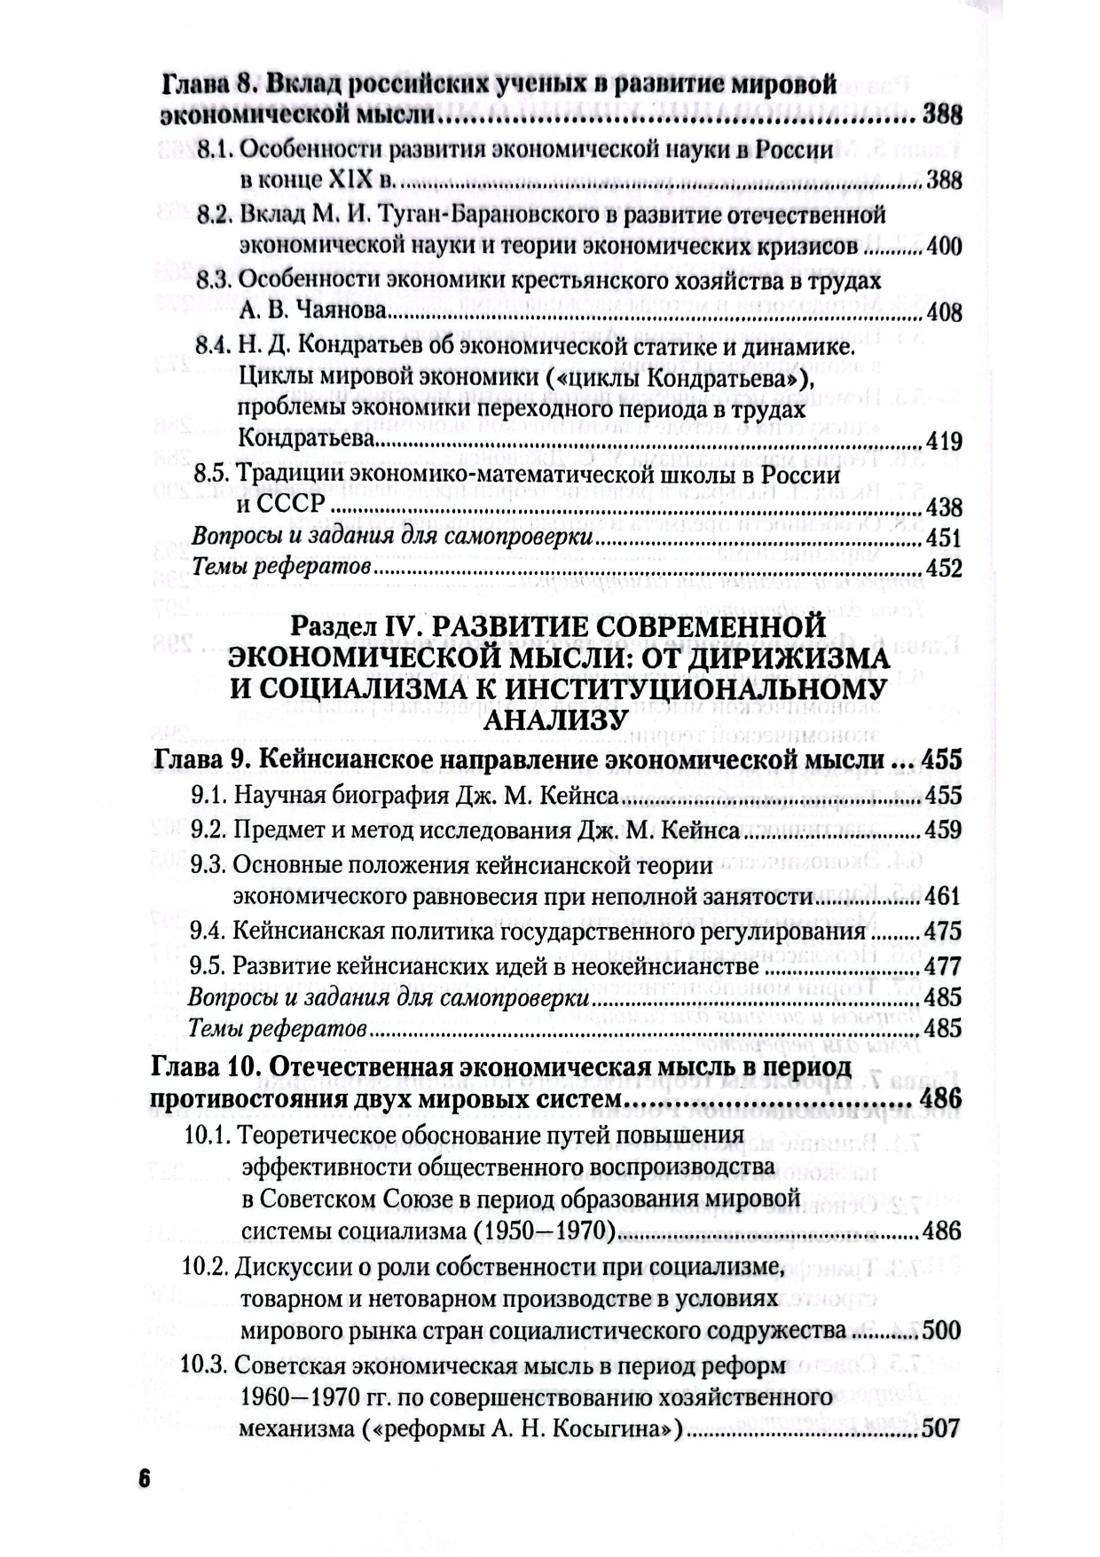 Глава 8. Вклад российских ученых в развитие мировой
экономической мысли.......................................................... 388
8.1. Особенности развития экономической науки в России
в конце XIX в. .......................................................... 388
8.2. Вклад М. И. Туган-Барановского в развитие отечественной
экономической науки и теории экономических кризисов .......... 400
8.3. Особенности экономики крестьянского хозяйства в трудах
А. В. Чаянова.......................................................... 408
8.4. Н. Д. Кондратьев об экономической статике и динамике.
Циклы мировой экономики («циклы Кондратьева»),
проблемы экономики переходного периода в трудах
Кондратьева.......................................................... 419
8.5. Традиции экономико-математической школы в России
и СССР .......................................................... 438
Вопросы и задания для самопроверки.......................................................... 451
Темы рефератов.......................................................... 452
Раздел IV. РАЗВИТИЕ СОВРЕМЕННОЙ
ЭКОНОМИЧЕСКОЙ МЫСЛИ: ОТ ДИРИЖИЗМА
И СОЦИАЛИЗМА К ИНСТИТУЦИОНАЛЬНОМУ
АНАЛИЗУ
Глава 9. Кейнсианское направление экономической мысли ... 455
9.1. Научная биография Дж. М. Кейнса.......................................................... 455
9.2. Предмет и метод исследования Дж. М. Кейнса.............................. 459
9.3. Основные положения кейнсианской теории
экономического равновесия при неполной занятости.................. 461
9.4. Кейнсианская политика государственного регулирования ........ 475
9.5. Развитие кейнсианских идей в неокейнсианстве .......................... 477
Вопросы и задания для самопроверки.......................................................... 485
Темы рефератов.......................................................... 485
Глава 10. Отечественная экономическая мысль в период
противостояния двух мировых систем.................................. 486
10.1. Теоретическое обоснование путей повышения
эффективности общественного воспроизводства
в Советском Союзе в период образования мировой
системы социализма (1950—1970).................................................. 486
10.2. Дискуссии о роли собственности при социализме,
товарном и нетоварном производстве в условиях
мирового рынка стран социалистического содружества ........... 500
10.3. Советская экономическая мысль в период реформ
1960—1970 гг. по совершенствованию хозяйственного
механизма («реформы А. Н. Косыгина»)...................................... 507
6